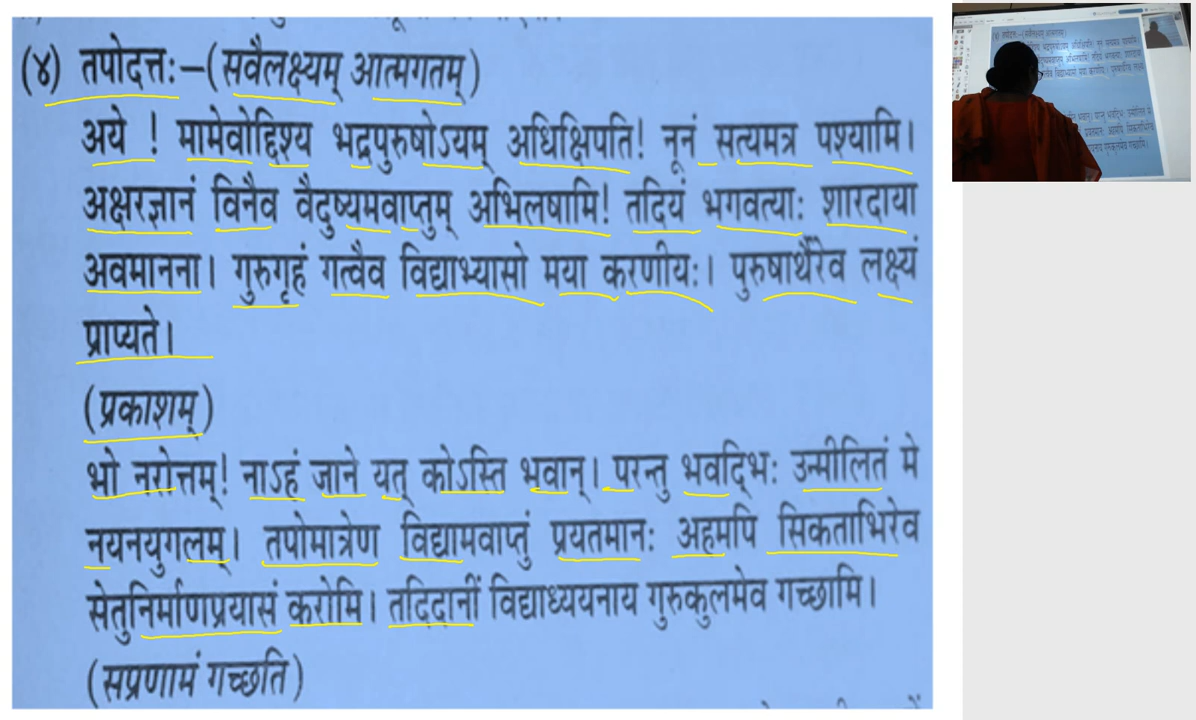 (४) तपोदत्तः–(सवैलक्ष्यम् आत्मगतम्)
अये ! मामेवोद्दिश्य भद्रपुरुषोऽयम् अधिक्षिपति! नूनं सत्यमत्र पश्यामि।
अक्षरज्ञानं विनैव वैदुष्यमवाप्तुम् अभिलषामि! तदियं भगवत्याः शारदाया
अवमानना। गुरुगृहं गत्वैव विद्याभ्यासो मया करणीयः। पुरुषार्थैरेव लक्ष्यं
प्राप्यते।
(प्रकाशम्)
भो नरोत्तम्! नाऽहं जाने यत् कोऽस्ति भवान्। परन्तु भवद्भिः उन्मीलितं मे
नयनयुगलम्। तपोमात्रेण विद्यामवाप्तुं प्रयतमानः अहमपि सिकताभिरेव
सेतुनिर्माणप्रयासं करोमि। तदिदानीं विद्याध्ययनाय गुरुकुलमेव गच्छामि।
(सप्रणामं गच्छति)